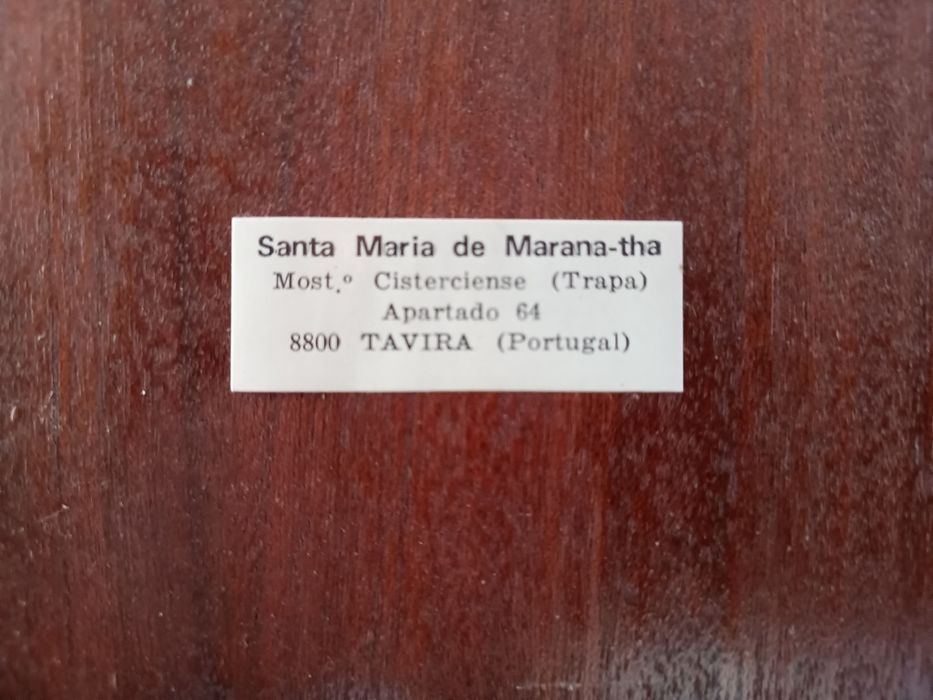 Santa Maria de Marana-tha
Most.º Cisterciense (Trapa)
Apartado 64
8800 TAVIRA (Portugal)